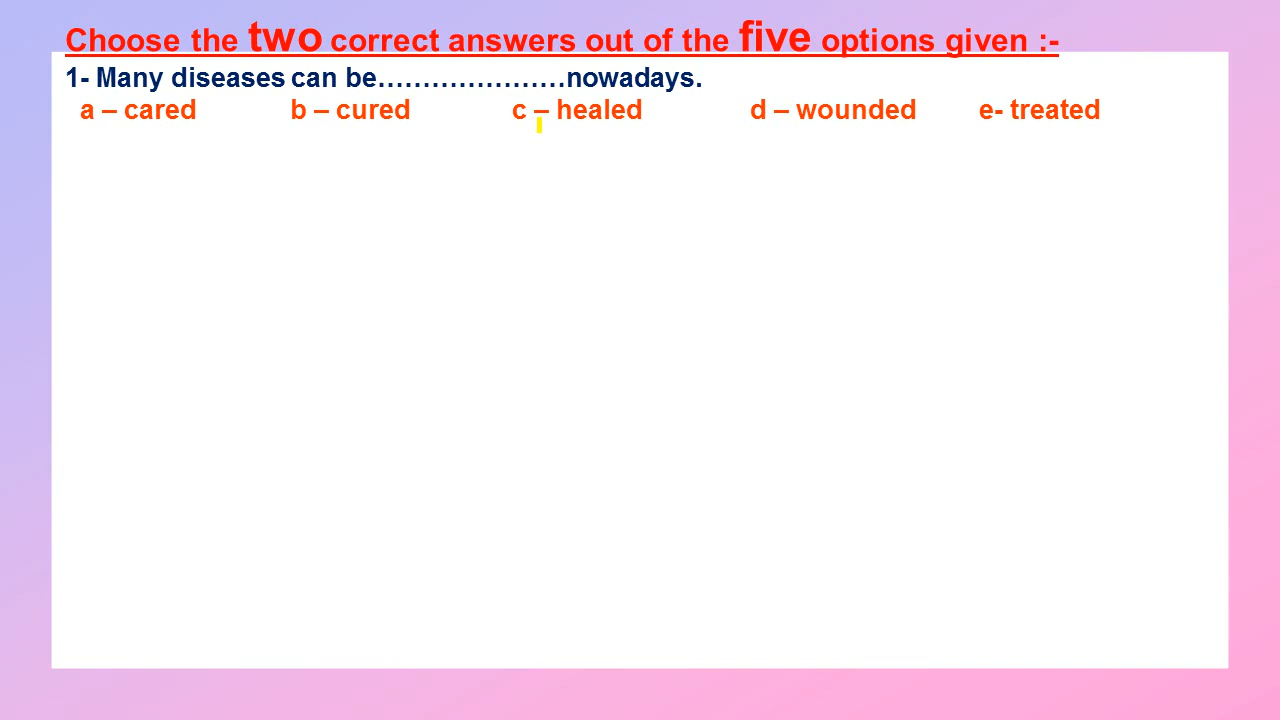 Choose the two correct answers out of the five options given :-
1- Many diseases can be…………………nowadays.
a – cared b – cured c – healed d – wounded e- treated